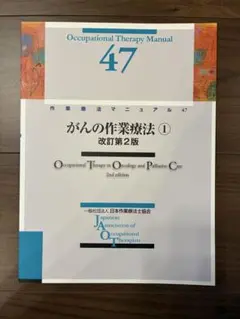 Occupational Therapy Manual
47
作業療法マニュアル 47
がんの作業療法①
改訂第2版
Occupational Therapy in Oncology and Palliative Care
2nd edition
一般社団法人 日本作業療法士協会
Japanese
Association of
Occupational
Therapists